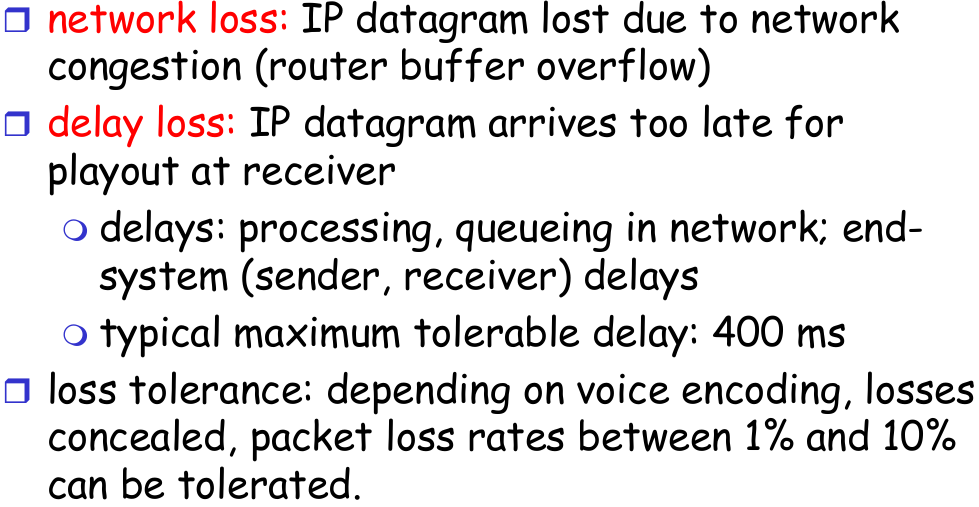 network loss: IP datagram lost due to network
congestion (router buffer overflow)
delay loss: IP datagram arrives too late for
playout at receiver
delays: processing, queueing in network; end-
system (sender, receiver) delays
typical maximum tolerable delay: 400 ms
loss tolerance: depending on voice encoding, losses
concealed, packet loss rates between 1% and 10%
can be tolerated.